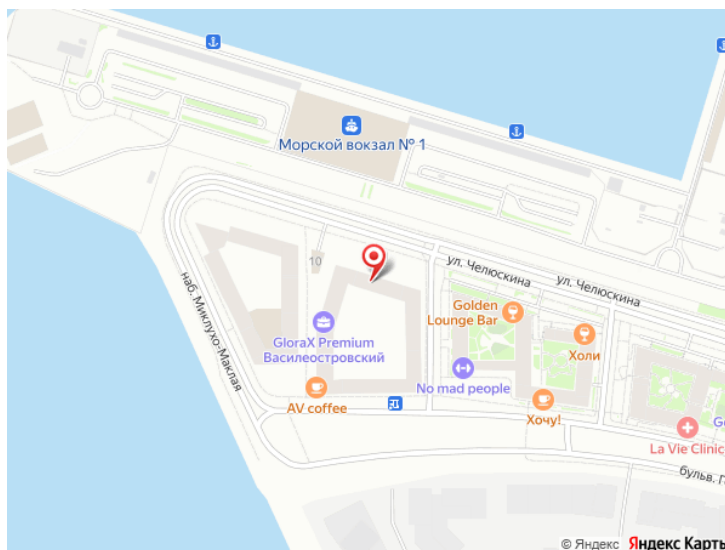 Морской вокзал № 1
ул. Челюскина
ул. Челюскина
10
наб. Миклухо-Маклая
Golden
Lounge Bar
GloraX Premium
Василеостровский
Холи
No mad people
AV coffee
Хочу!
La Vie Clinic
бульв. Г
© Яндекс Яндекс Карты